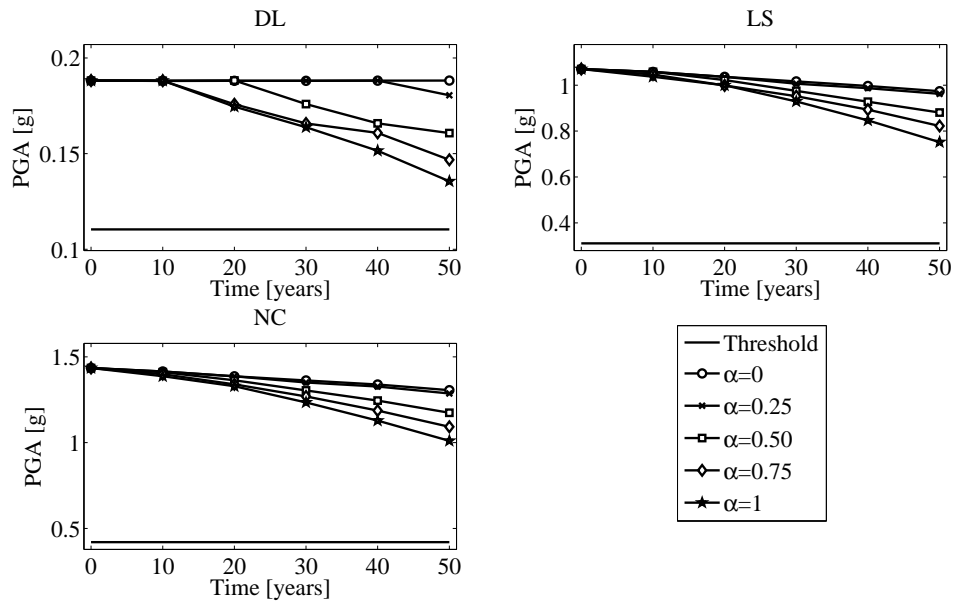 DL
0.2
0.15
0.1
PGA [g]
0
10
20
30
40
50
Time [years]
LS
1
0.8
0.6
0.4
PGA [g]
0
10
20
30
40
50
Time [years]
NC
1.5
1
0.5
PGA [g]
0
10
20
30
40
50
Time [years]
Threshold
α=0
α=0.25
α=0.50
α=0.75
α=1